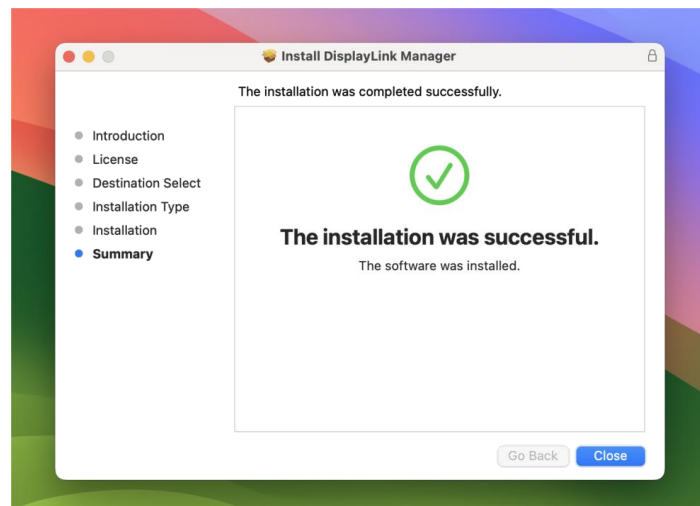 Install DisplayLink Manager
The installation was completed successfully.
Introduction
License
Destination Select
Installation Type
Installation
Summary
The installation was successful.
The software was installed.
Go Back
Close